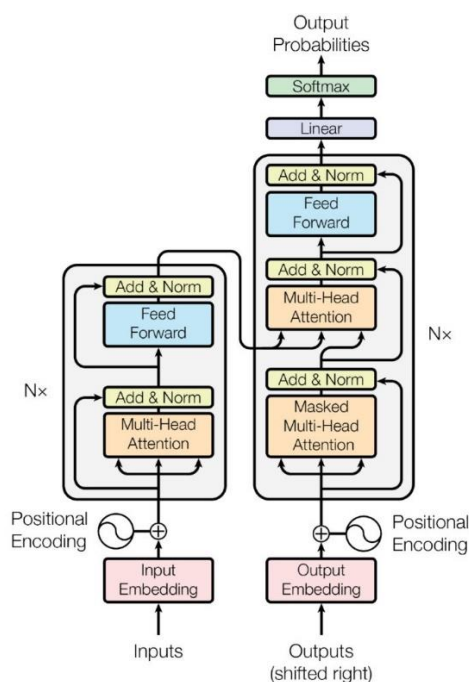 Output
Probabilities
Softmax
Linear
Add & Norm
Feed
Forward
Add & Norm
Multi-Head
Attention
Add & Norm
Masked
Multi-Head
Attention
Nx
Positional
Encoding
Output
Embedding
Outputs
(shifted right)
Add & Norm
Feed
Forward
Add & Norm
Multi-Head
Attention
Nx
Positional
Encoding
Input
Embedding
Inputs